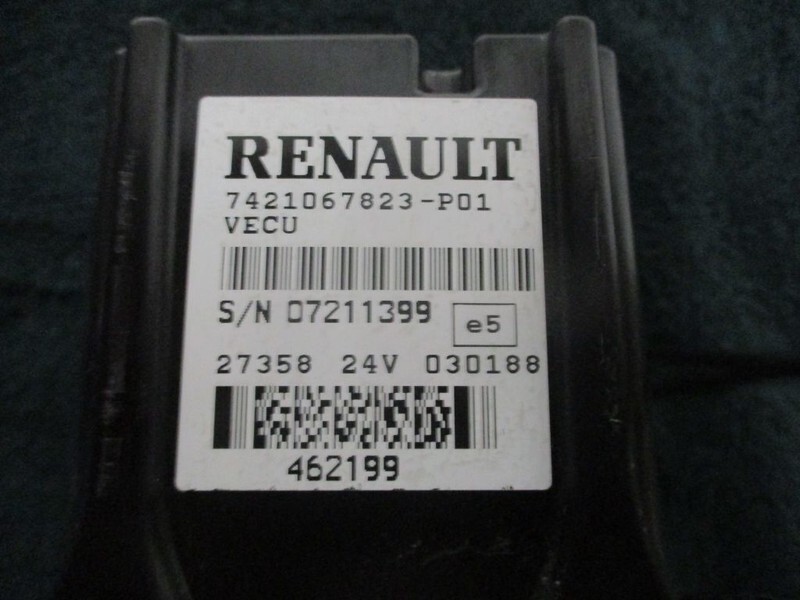 RENAULT
7421067823-P01
VECU
S/N 07211399
e5
27358 24V 030188
462199